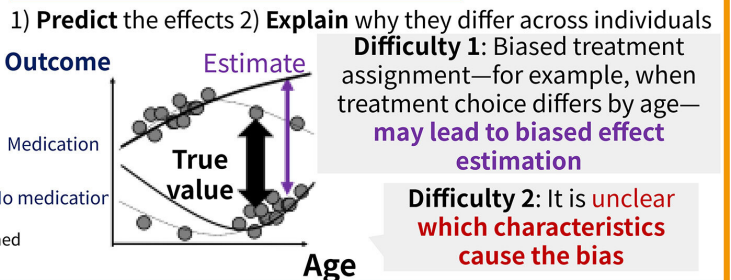 1) Predict the effects 2) Explain why they differ across individuals
Outcome
Estimate
Medication
True
value
medication
Age
Difficulty 1: Biased treatment
assignment—for example, when
treatment choice differs by age—
may lead to biased effect
estimation
Difficulty 2: It is unclear
which characteristics
cause the bias